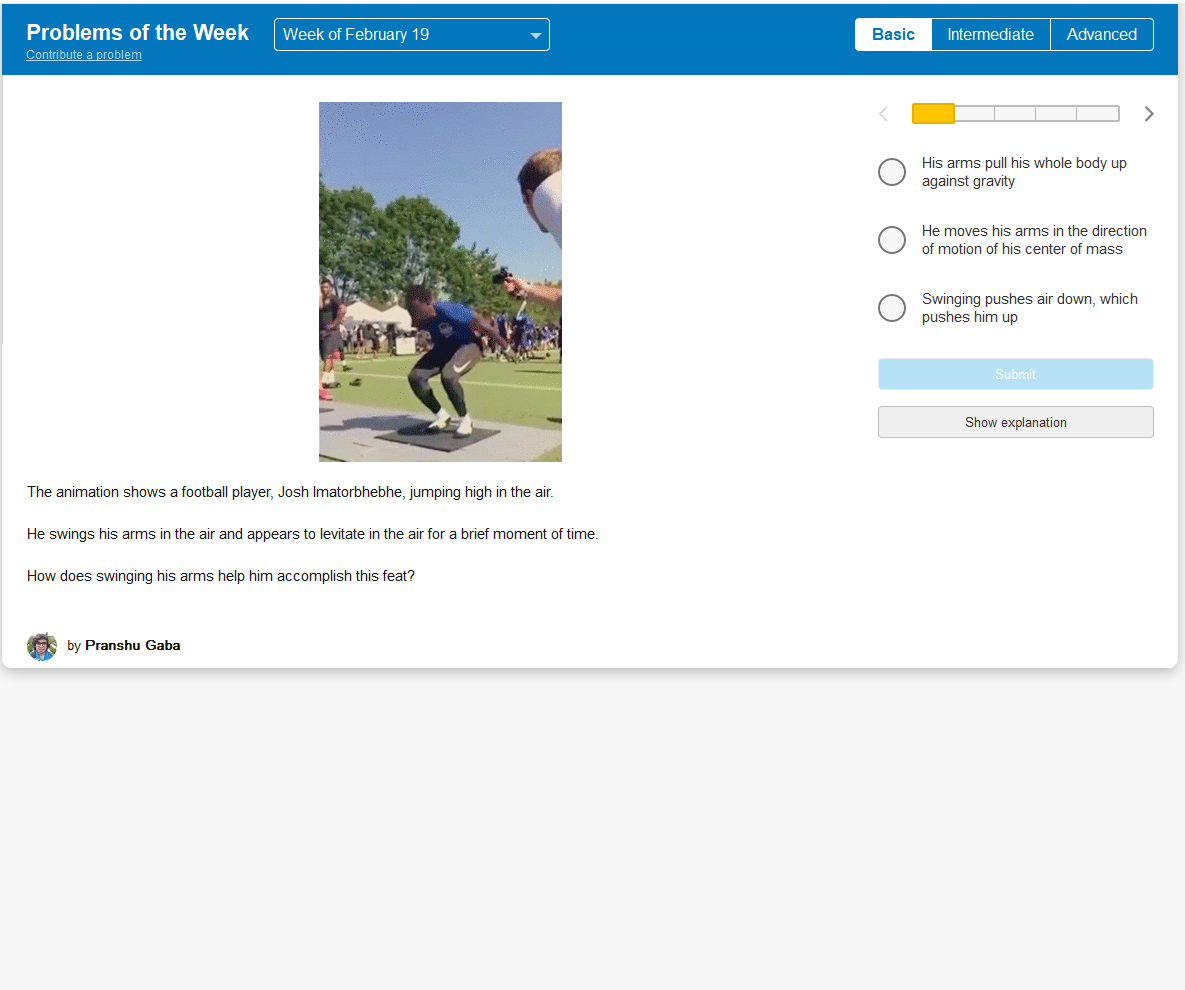 Problems of the Week
Contribute a problem
Week of February 19
Basic
Intermediate
Advanced
His arms pull his whole body up
against gravity
He moves his arms in the direction
of motion of his center of mass
Swinging pushes air down, which
pushes him up
Submit
Show explanation
The animation shows a football player, Josh Imatorbhebhe, jumping high in the air.
He swings his arms in the air and appears to levitate in the air for a brief moment of time.
How does swinging his arms help him accomplish this feat?
by Pranshu Gaba